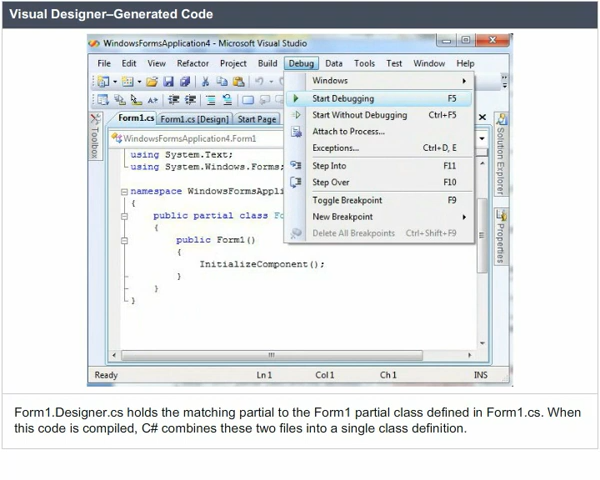 Visual Designer–Generated Code
WindowsFormsApplication4 - Microsoft Visual Studio
File Edit View Refactor Project Build Debug Data Tools Test Window Help
Windows
Start Debugging F5
Start Without Debugging Ctrl+F5
Attach to Process...
Exceptions... Ctrl+D, E
Step Into F11
Step Over F10
Toggle Breakpoint F9
New Breakpoint
Delete All Breakpoints Ctrl+Shift+F9
Form1.cs Form1.cs [Design] Start Page
Toolbox
WindowsFormsApplication4.Form1
using System.Text;
using System.Windows.Forms;
namespace WindowsFormsAppli
{
public partial class Fo
{
public Form1()
{
InitializeComponent();
}
}
}
Solution Explorer
Properties
Ready Ln 1 Col 1 Ch 1 INS
Form1.Designer.cs holds the matching partial to the Form1 partial class defined in Form1.cs. When
this code is compiled, C# combines these two files into a single class definition.